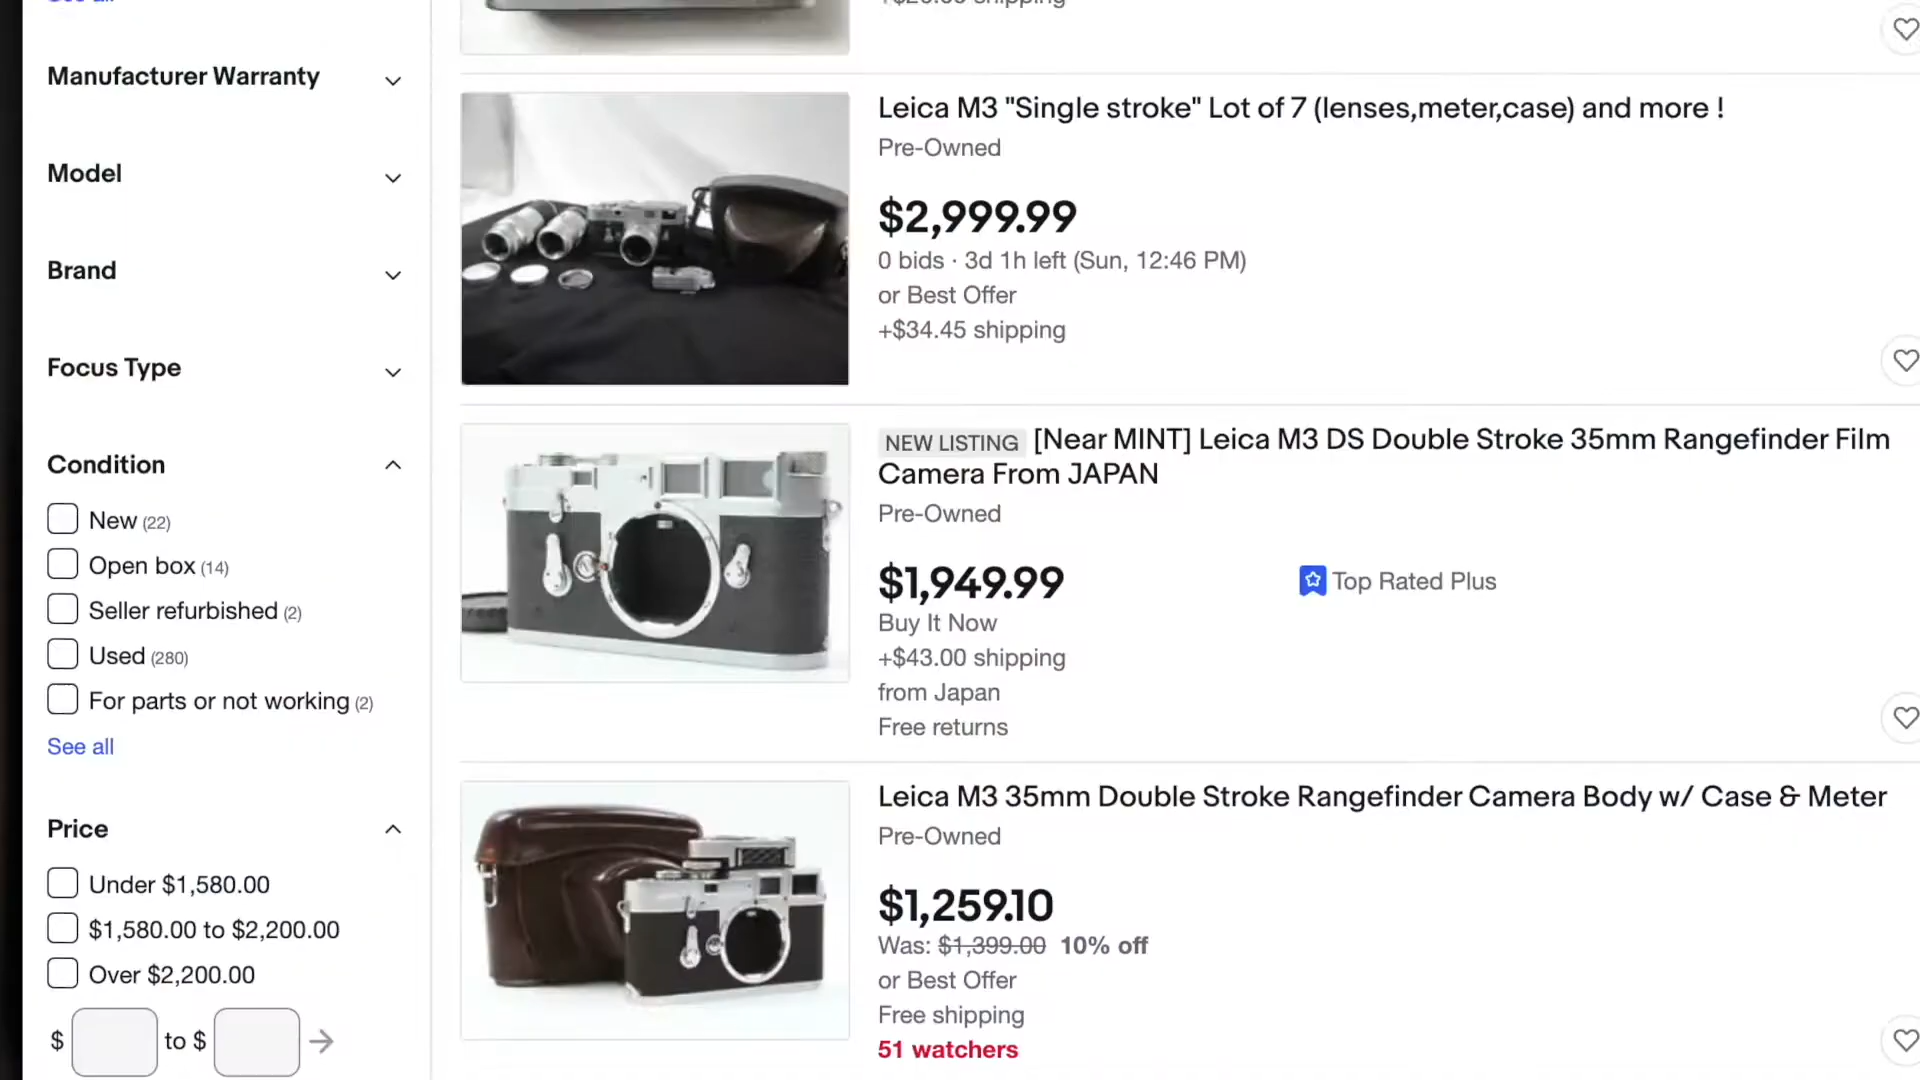 Manufacturer Warranty
Model
Brand
Focus Type
Condition
New (22)
Open box (14)
Seller refurbished (2)
Used (280)
For parts or not working (2)
See all
Price
Under $1,580.00
$1,580.00 to $2,200.00
Over $2,200.00
$ to $
Leica M3 "Single stroke" Lot of 7 (lenses,meter,case) and more !
Pre-Owned
$2,999.99
0 bids · 3d 1h left (Sun, 12:46 PM)
or Best Offer
+$34.45 shipping
NEW LISTING [Near MINT] Leica M3 DS Double Stroke 35mm Rangefinder Film
Camera From JAPAN
Pre-Owned
$1,949.99
Top Rated Plus
Buy It Now
+$43.00 shipping
from Japan
Free returns
Leica M3 35mm Double Stroke Rangefinder Camera Body w/ Case & Meter
Pre-Owned
$1,259.10
Was: $1,399.00 10% off
or Best Offer
Free shipping
51 watchers